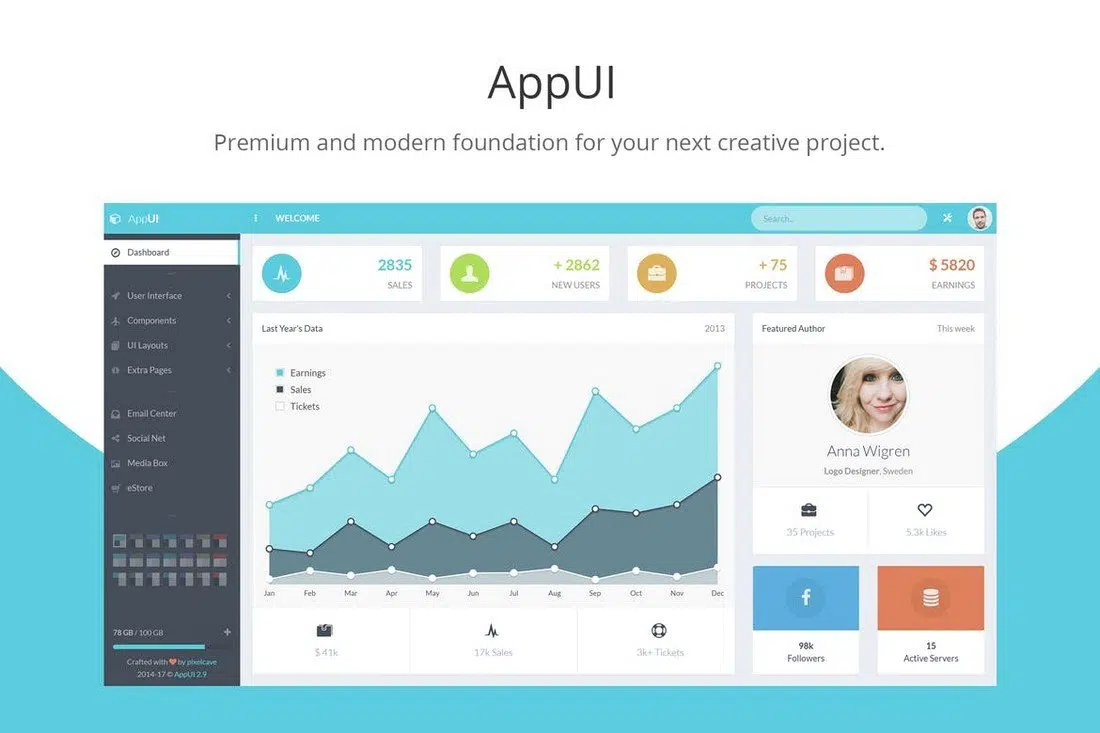 AppUI
Premium and modern foundation for your next creative project.
AppUI
WELCOME
Search..
Dashboard
User Interface
Components
UI Layouts
Extra Pages
Email Center
Social Net
Media Box
eStore
78 GB / 100 GB
Crafted with ❤ by pixelcave
2014-17 © AppUI 2.9
2835
SALES
+ 2862
NEW USERS
+ 75
PROJECTS
$ 5820
EARNINGS
Last Year's Data 2013
Earnings
Sales
Tickets
Jan Feb Mar Apr May Jun Jul Aug Sep Oct Nov Dec
$ 41k
17k Sales
3k+ Tickets
Featured Author This week
Anna Wigren
Logo Designer, Sweden
35 Projects
5.3k Likes
98k
Followers
15
Active Servers